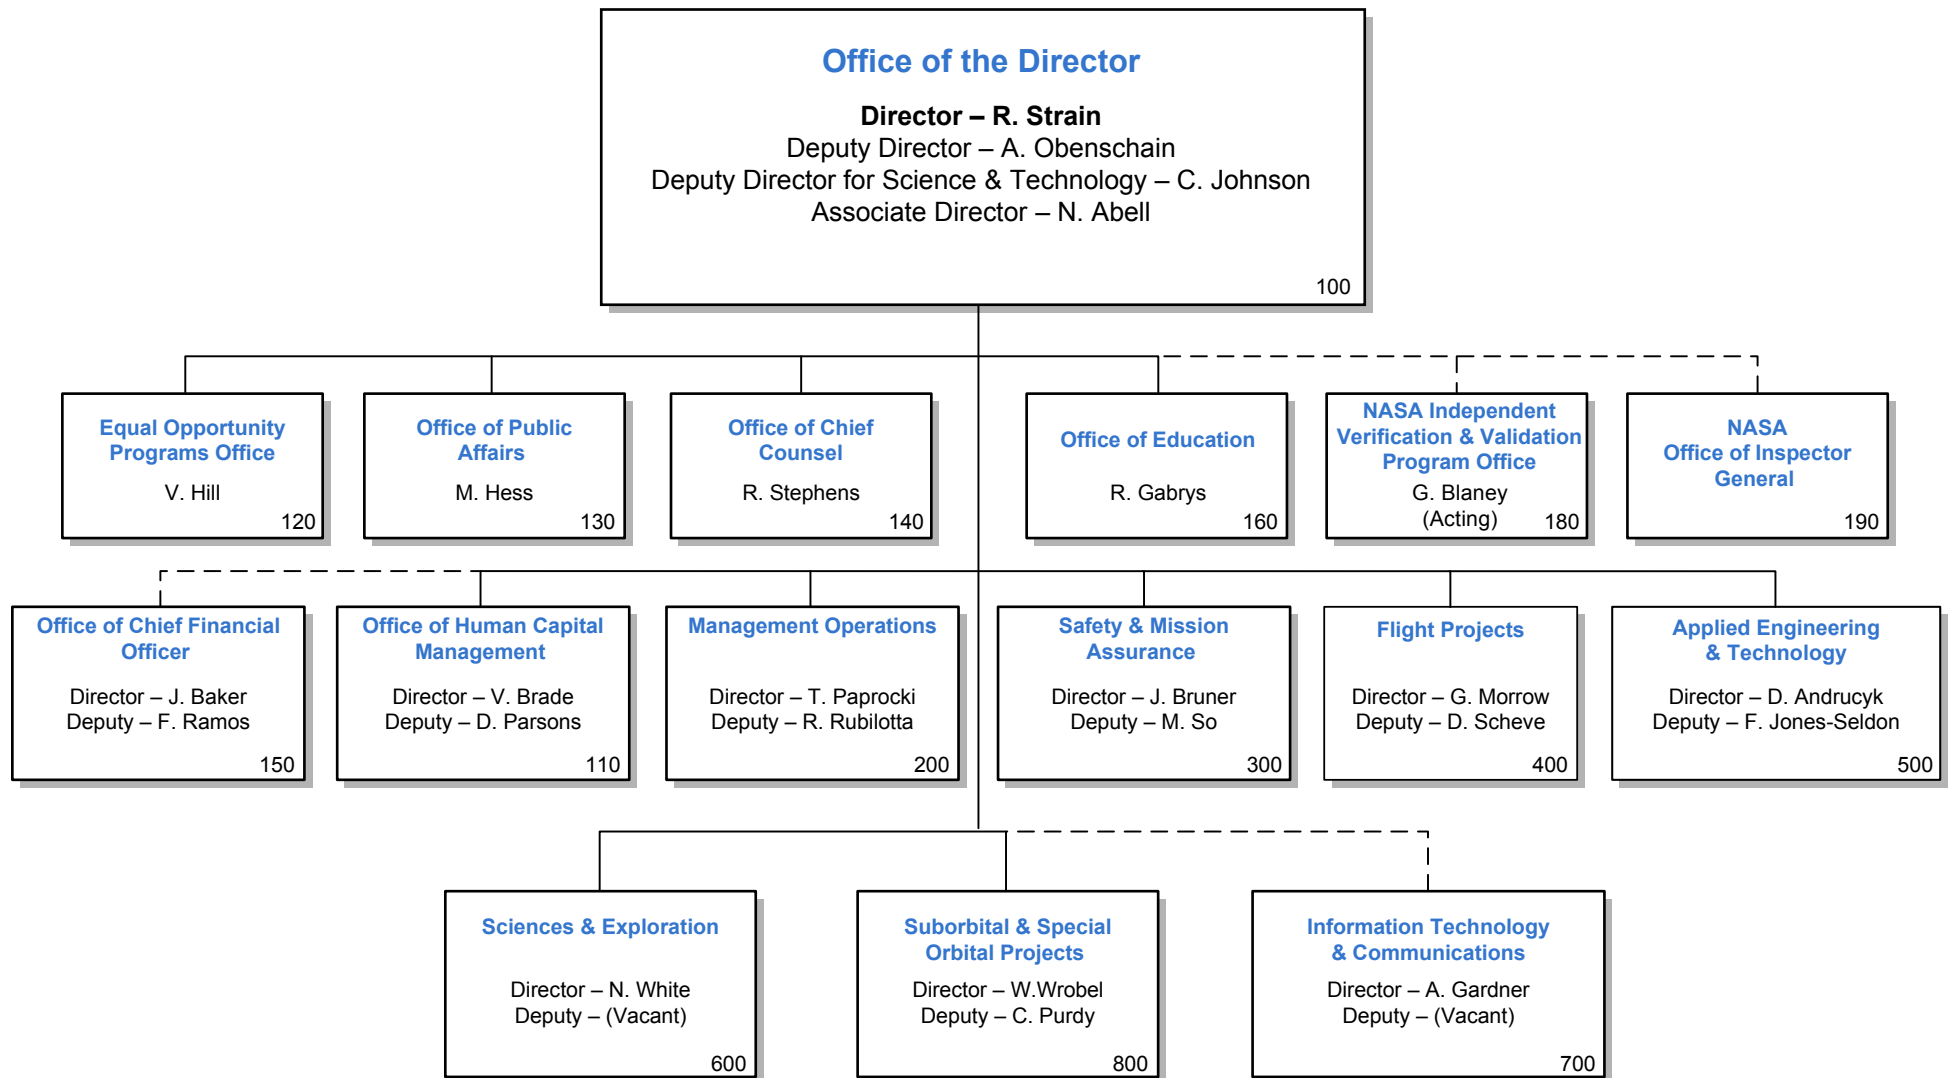 Office of the Director
Director – R. Strain
Deputy Director – A. Obenschain
Deputy Director for Science & Technology – C. Johnson
Associate Director – N. Abell
100
Equal Opportunity
Programs Office
V. Hill
120
Office of Public
Affairs
M. Hess
130
Office of Chief
Counsel
R. Stephens
140
Office of Education
R. Gabrys
160
NASA Independent
Verification & Validation
Program Office
G. Blaney
(Acting)
180
NASA
Office of Inspector
General
190
Office of Chief Financial
Officer
Director – J. Baker
Deputy – F. Ramos
150
Office of Human Capital
Management
Director – V. Brade
Deputy – D. Parsons
110
Management Operations
Director – T. Paprocki
Deputy – R. Rubilotta
200
Safety & Mission
Assurance
Director – J. Bruner
Deputy – M. So
300
Flight Projects
Director – G. Morrow
Deputy – D. Scheve
400
Applied Engineering
& Technology
Director – D. Andrucyk
Deputy – F. Jones-Seldon
500
Sciences & Exploration
Director – N. White
Deputy – (Vacant)
600
Suborbital & Special
Orbital Projects
Director – W.Wrobel
Deputy – C. Purdy
800
Information Technology
& Communications
Director – A. Gardner
Deputy – (Vacant)
700